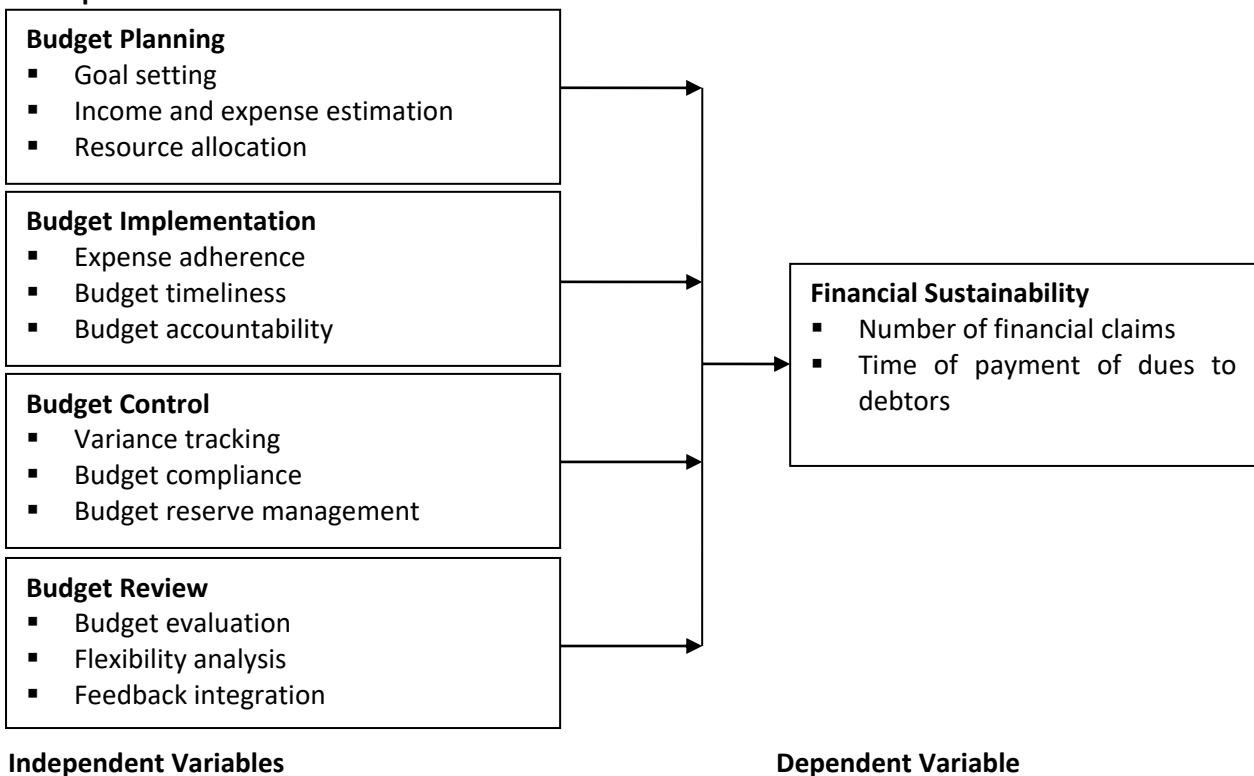 Budget Planning
▪ Goal setting
▪ Income and expense estimation
▪ Resource allocation
Budget Implementation
▪ Expense adherence
▪ Budget timeliness
▪ Budget accountability
Budget Control
▪ Variance tracking
▪ Budget compliance
▪ Budget reserve management
Budget Review
▪ Budget evaluation
▪ Flexibility analysis
▪ Feedback integration
Financial Sustainability
▪ Number of financial claims
▪ Time of payment of dues to
debtors
Independent Variables
Dependent Variable